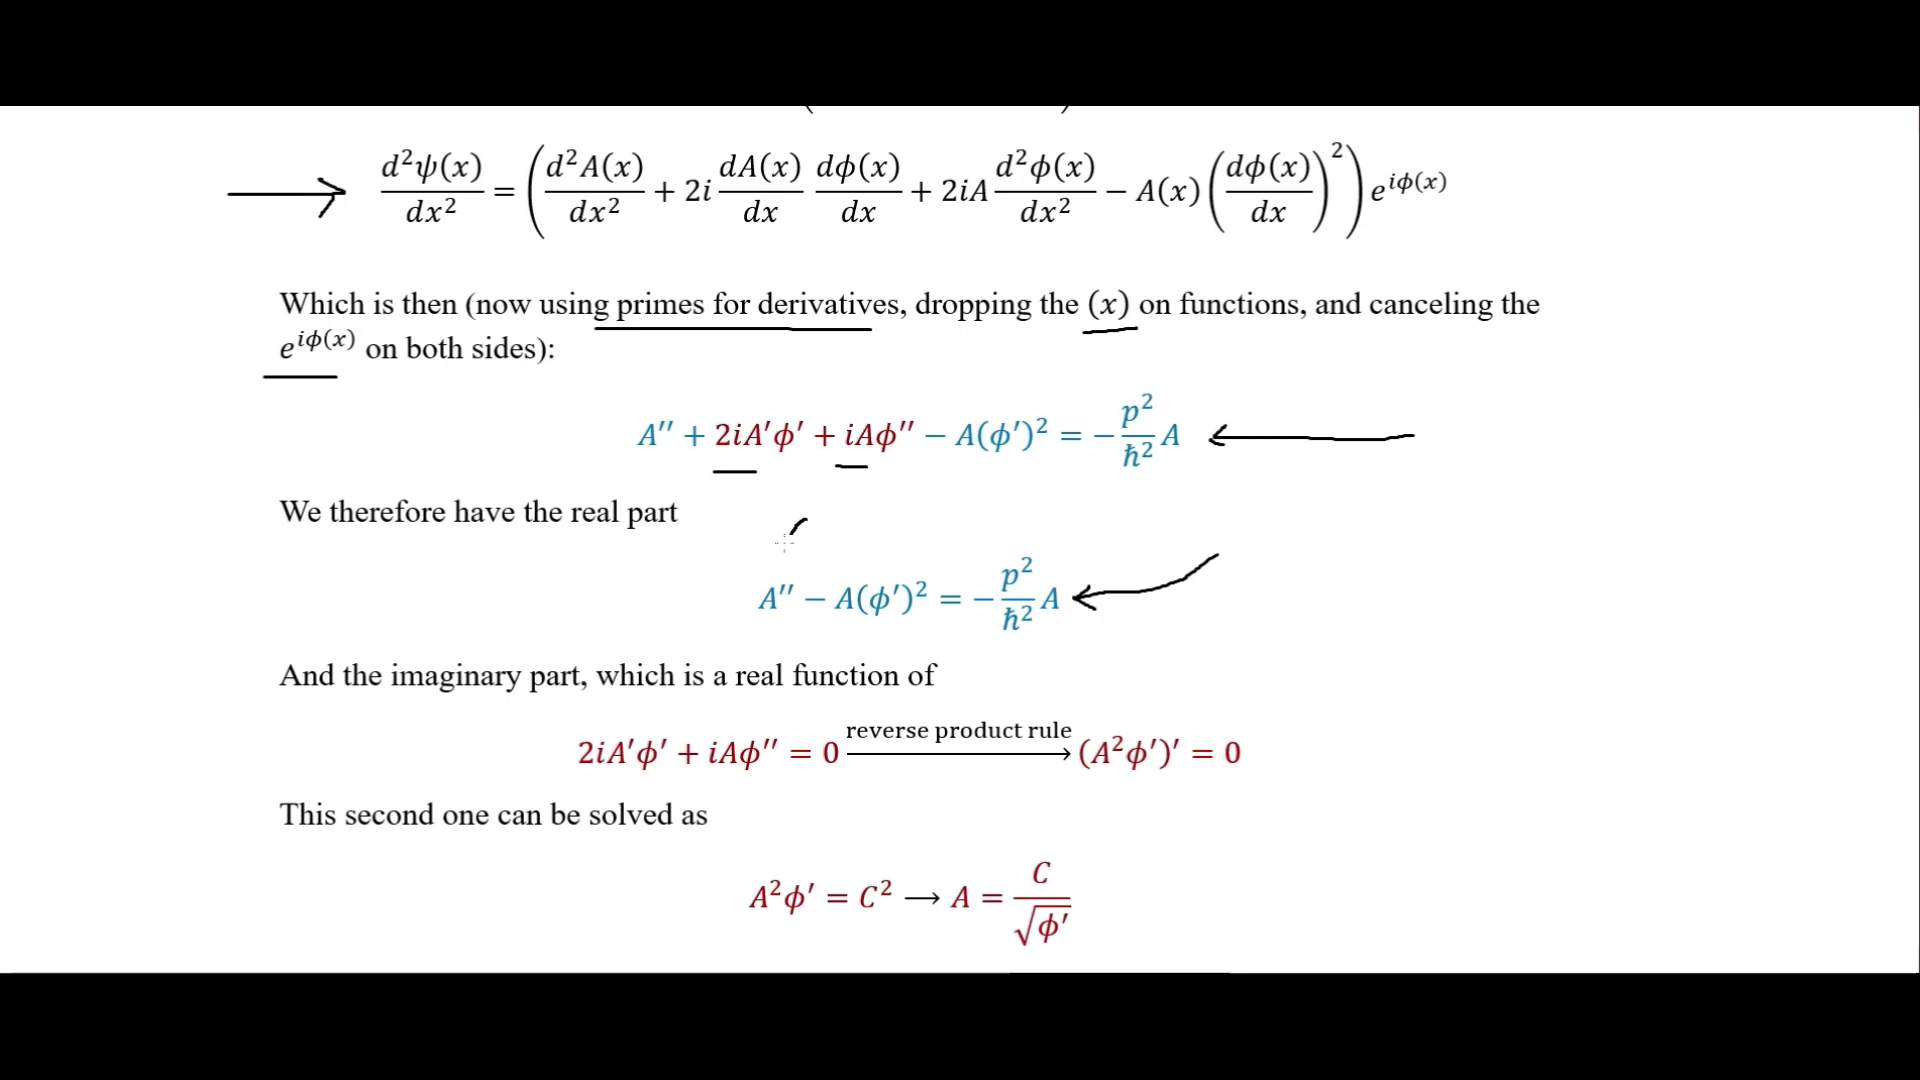 d²ψ(x)/dx² = (d²A(x)/dx² + 2i dA(x)/dx dϕ(x)/dx + 2iA d²ϕ(x)/dx² − A(x)(dϕ(x)/dx)²) e^{iϕ(x)}
Which is then (now using primes for derivatives, dropping the (x) on functions, and canceling the
e^{iϕ(x)} on both sides):
A′′ + 2iA′ϕ′ + iAϕ′′ − A(ϕ′)² = −p²/ℏ² A
We therefore have the real part
A′′ − A(ϕ′)² = −p²/ℏ² A
And the imaginary part, which is a real function of
2iA′ϕ′ + iAϕ′′ = 0 reverse product rule → (A²ϕ′)′ = 0
This second one can be solved as
A²ϕ′ = C² → A = C/√ϕ′